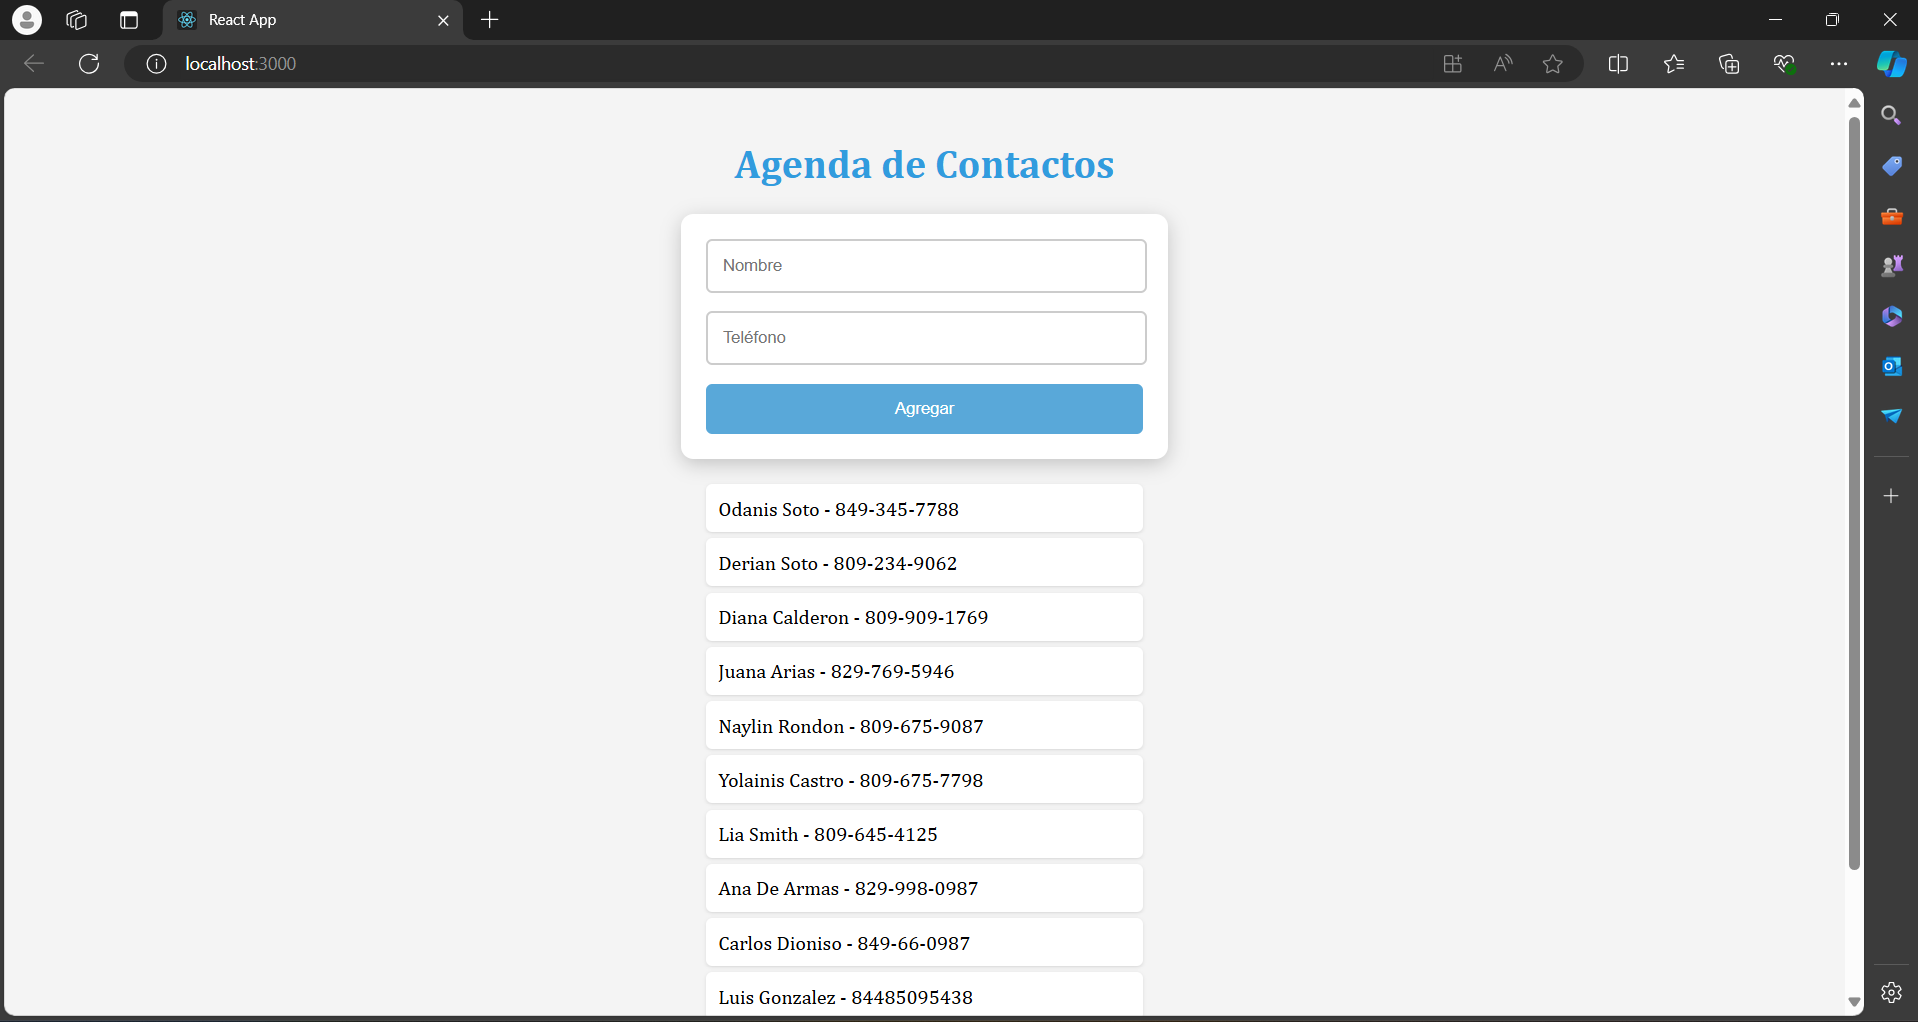 React App
localhost:3000
Agenda de Contactos
Nombre
Teléfono
Agregar
Odanis Soto - 849-345-7788
Derian Soto - 809-234-9062
Diana Calderon - 809-909-1769
Juana Arias - 829-769-5946
Naylin Rondon - 809-675-9087
Yolainis Castro - 809-675-7798
Lia Smith - 809-645-4125
Ana De Armas - 829-998-0987
Carlos Dioniso - 849-66-0987
Luis Gonzalez - 84485095438